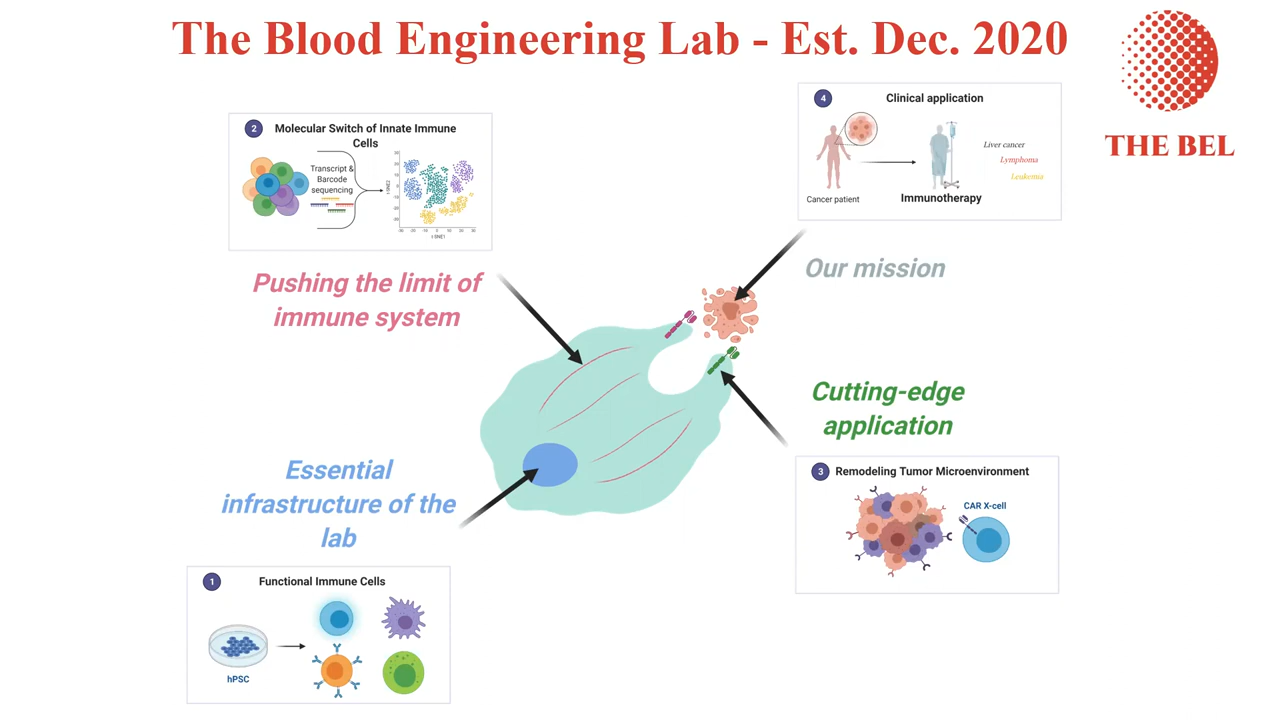 The Blood Engineering Lab - Est. Dec. 2020
THE BEL
2
Molecular Switch of Innate Immune
Cells
Transcript &
Barcode
sequencing
t-SNE2
t-SNE1
Pushing the limit of
immune system
4
Clinical application
Liver cancer
Lymphoma
Leukemia
Cancer patient
Immunotherapy
Our mission
Cutting-edge
application
3
Remodeling Tumor Microenvironment
CAR X-cell
Essential
infrastructure of the
lab
1
Functional Immune Cells
hPSC